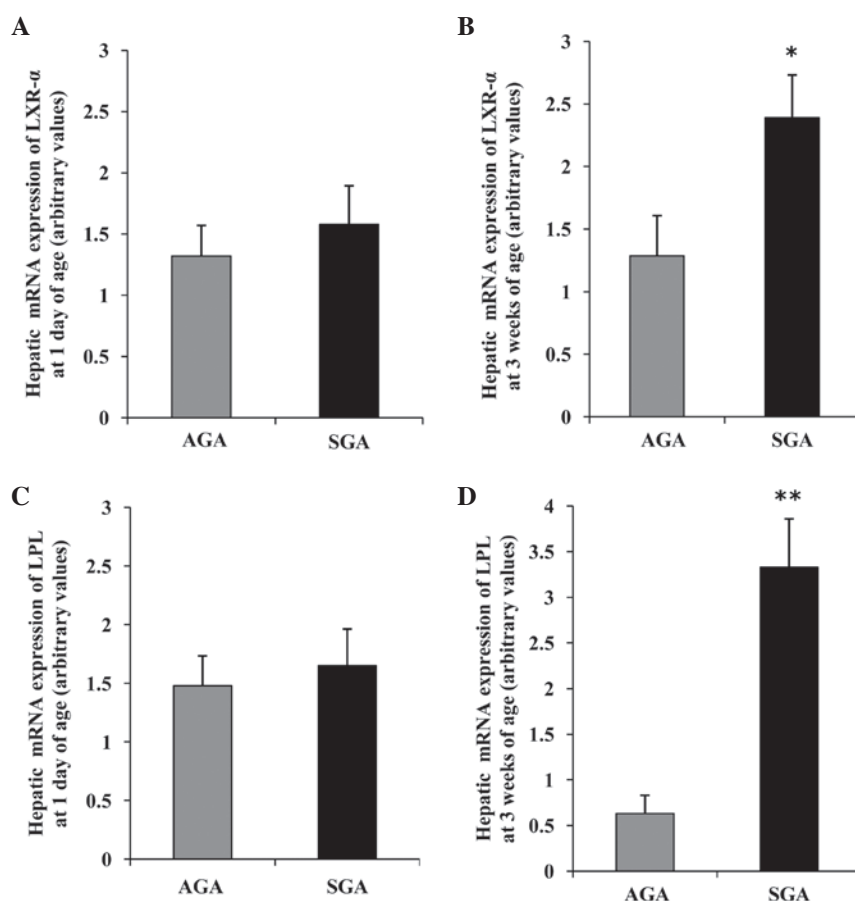 A
Hepatic mRNA expression of LXR-α
at 1 day of age (arbitrary values)
3
2.5
2
1.5
1
0.5
0
AGA SGA
B
Hepatic mRNA expression of LXR-α
at 3 weeks of age (arbitrary values)
3
2.5
2
1.5
1
0.5
0
*
AGA SGA
C
Hepatic mRNA expression of LPL
at 1 day of age (arbitrary values)
3
2.5
2
1.5
1
0.5
0
AGA SGA
D
Hepatic mRNA expression of LPL
at 3 weeks of age (arbitrary values)
4
3.5
3
2.5
2
1.5
1
0.5
0
**
AGA SGA